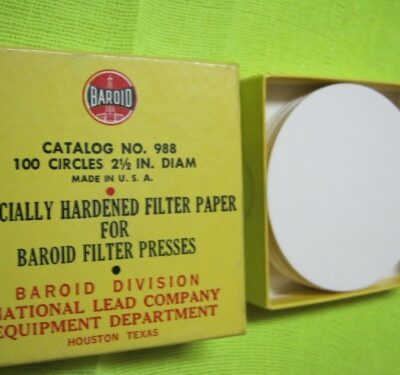 BAROID
CATALOG NO. 988
100 CIRCLES 2½ IN. DIAM
MADE IN U. S. A.
CIALLY HARDENED FILTER PAPER
FOR
BAROID FILTER PRESSES
BAROID DIVISION
NATIONAL LEAD COMPANY
EQUIPMENT DEPARTMENT
HOUSTON TEXAS